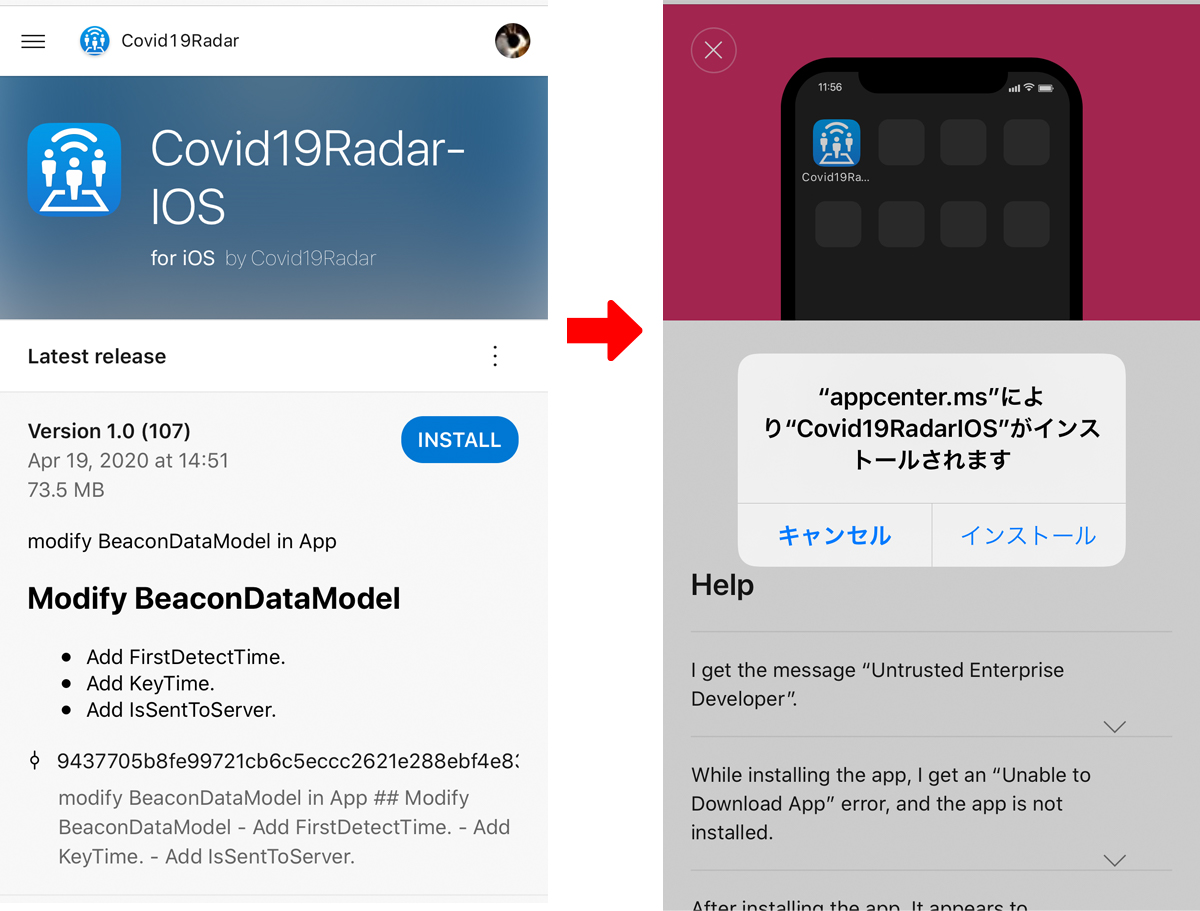 Covid19Radar
Covid19Radar-
IOS
for iOS by Covid19Radar
Latest release
Version 1.0 (107)
INSTALL
Apr 19, 2020 at 14:51
73.5 MB
modify BeaconDataModel in App
Modify BeaconDataModel
• Add FirstDetectTime.
• Add KeyTime.
• Add IsSentToServer.
9437705b8fe99721cb6c5eccc2621e288ebf4e8
modify BeaconDataModel in App ## Modify
BeaconDataModel - Add FirstDetectTime. - Add
KeyTime. - Add IsSentToServer.
11:56
Covid19Ra...
“appcenter.ms”によ
り“Covid19RadarIOS”がインス
トールされます
キャンセル
インストール
Help
I get the message “Untrusted Enterprise
Developer”.
While installing the app, I get an “Unable to
Download App” error, and the app is not
installed.
After installing the app, It appears to